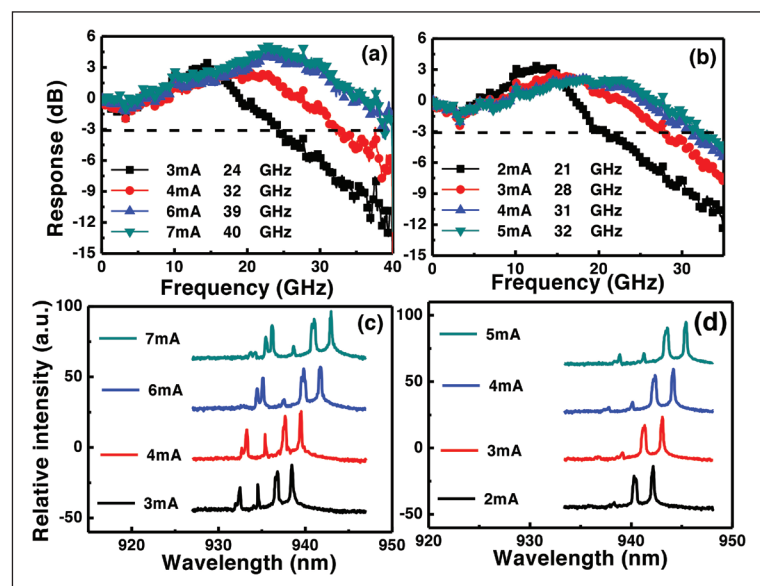 (a)
6
3
0
-3
-6
-9
-12
-15
Response (dB)
3mA 24 GHz
4mA 32 GHz
6mA 39 GHz
7mA 40 GHz
0 10 20 30 40
Frequency (GHz)
(b)
6
3
0
-3
-6
-9
-12
-15
2mA 21 GHz
3mA 28 GHz
4mA 31 GHz
5mA 32 GHz
0 10 20 30
Frequency (GHz)
(c)
100
50
0
-50
Relative intensity (a.u.)
7mA
6mA
4mA
3mA
920 930 940 950
Wavelength (nm)
(d)
100
50
0
-50
5mA
4mA
3mA
2mA
920 930 940 950
Wavelength (nm)